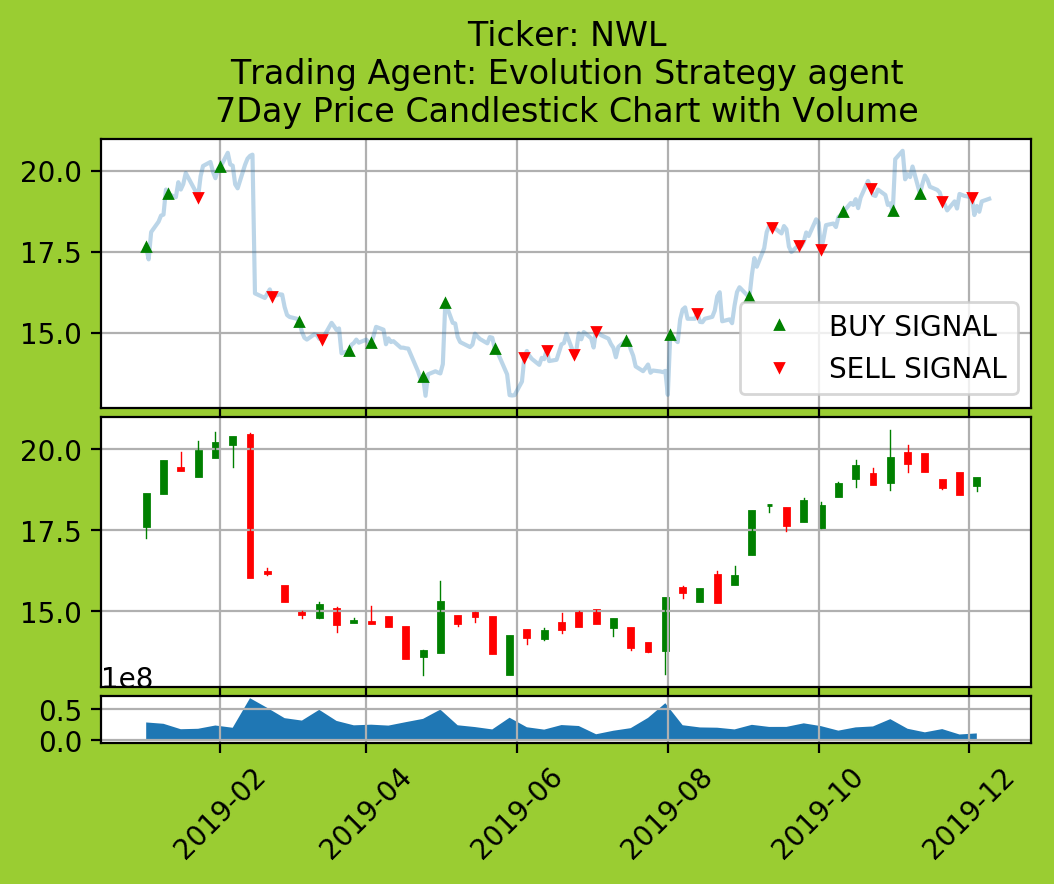 Ticker: NWL
Trading Agent: Evolution Strategy agent
7Day Price Candlestick Chart with Volume
20.0
17.5
15.0
BUY SIGNAL
SELL SIGNAL
20.0
17.5
15.0
1e8
0.5
0.0
2019-02
2019-04
2019-06
2019-08
2019-10
2019-12